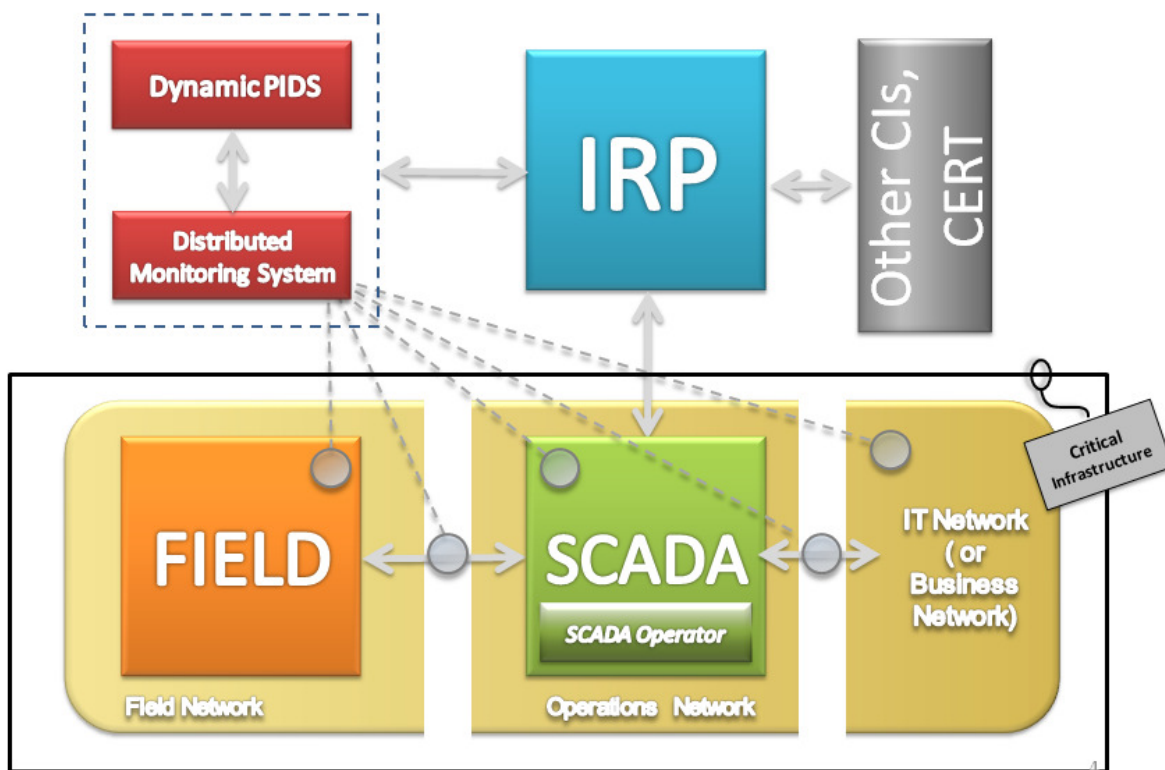 Dynamic PIDS
Distributed
Monitoring System
IRP
Other CIs,
CERT
Critical
Infrastructure
FIELD
SCADA
SCADA Operator
IT Network
( or
Business
Network)
Field Network
Operations Network
4